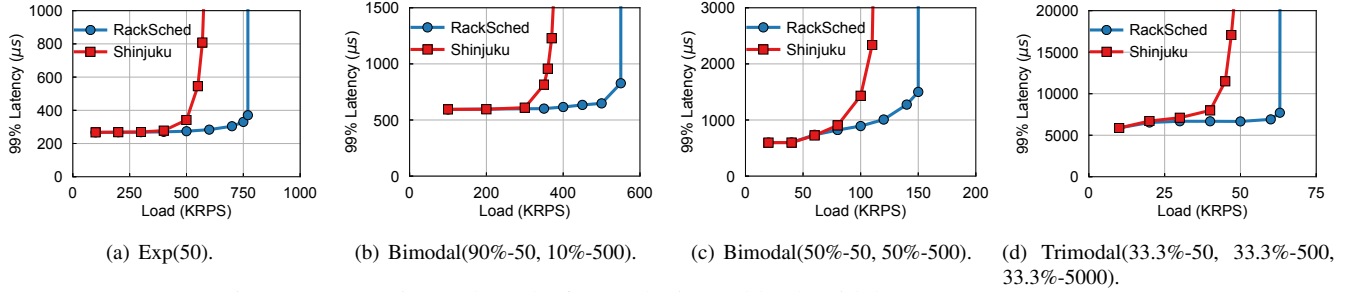 99% Latency (μs)
1000
800
600
400
200
0
RackSched
Shinjuku
0 250 500 750 1000
Load (KRPS)
(a) Exp(50).
99% Latency (μs)
1500
1000
500
0
RackSched
Shinjuku
0 200 400 600
Load (KRPS)
(b) Bimodal(90%-50, 10%-500).
99% Latency (μs)
3000
2000
1000
0
RackSched
Shinjuku
0 50 100 150 200
Load (KRPS)
(c) Bimodal(50%-50, 50%-500).
99% Latency (μs)
20000
15000
10000
5000
0
RackSched
Shinjuku
0 25 50 75
Load (KRPS)
(d) Trimodal(33.3%-50, 33.3%-500,
33.3%-5000).